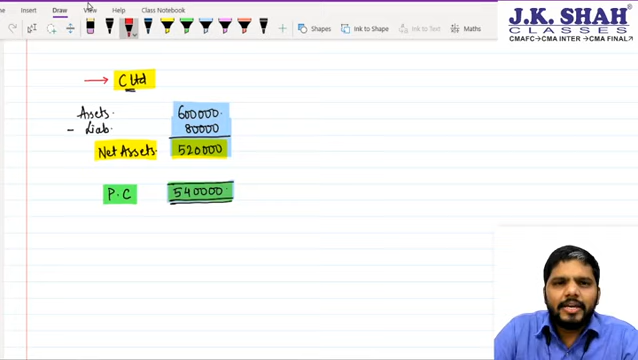 Insert Draw View Help Class Notebook
Shapes Ink to Shape Ink to Text Maths
J.K. SHAH
CLASSES
CMAFC→CMA INTER→CMA FINAL
→ C Ltd
Assets. 600000.
- Liab. 80000
Net Assets. 520000
P.C 540000.